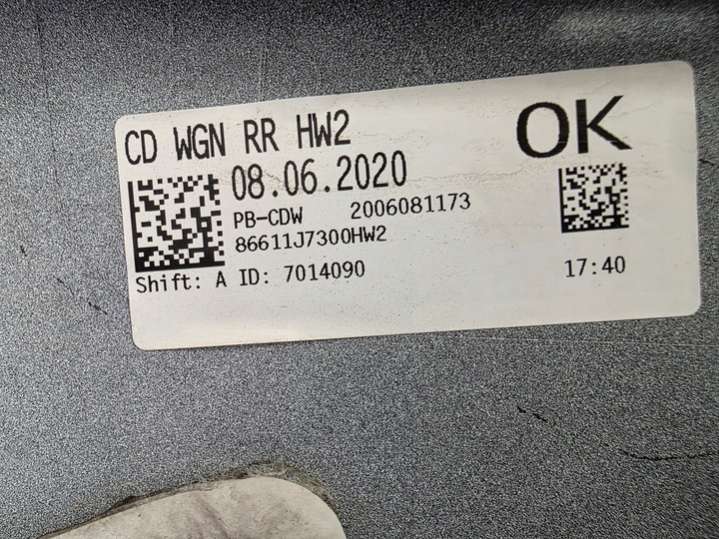 CD WGN RR HW2
OK
08.06.2020
PB-CDW 2006081173
86611J7300HW2
Shift: A ID: 7014090
17:40